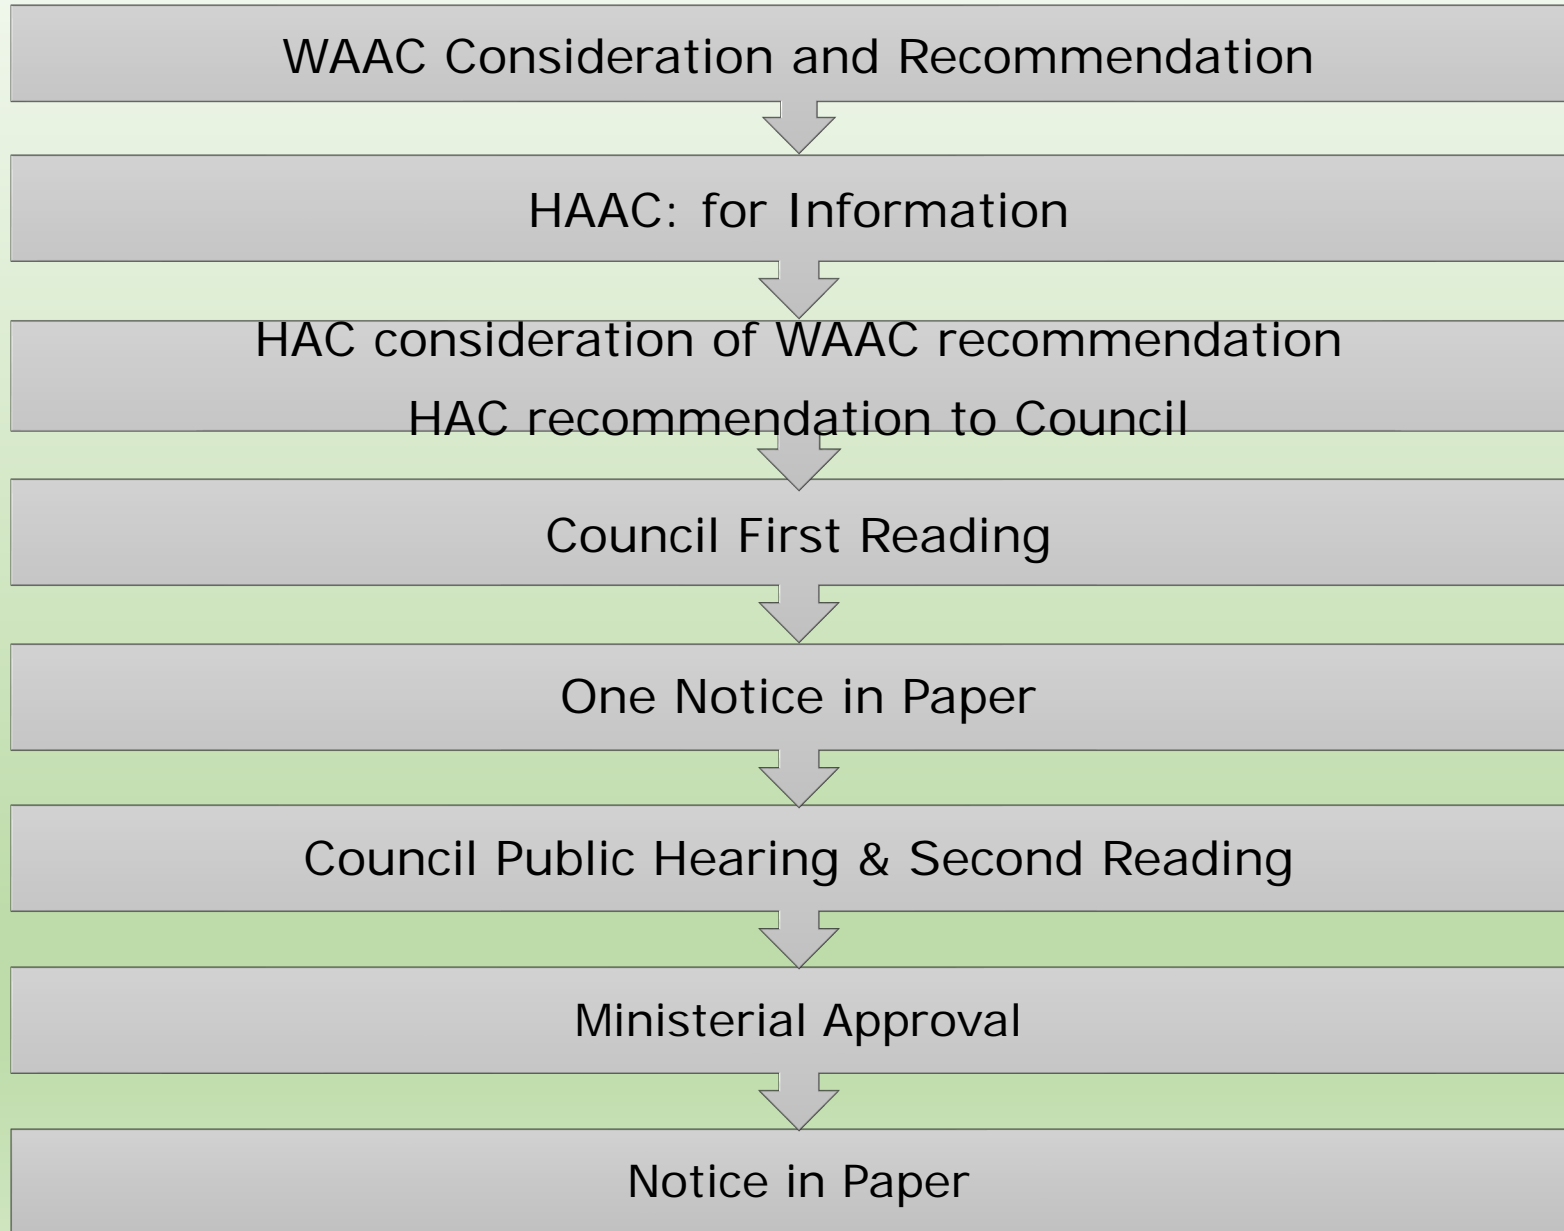 WAAC Consideration and Recommendation
HAAC: for Information
HAC consideration of WAAC recommendation
HAC recommendation to Council
Council First Reading
One Notice in Paper
Council Public Hearing & Second Reading
Ministerial Approval
Notice in Paper